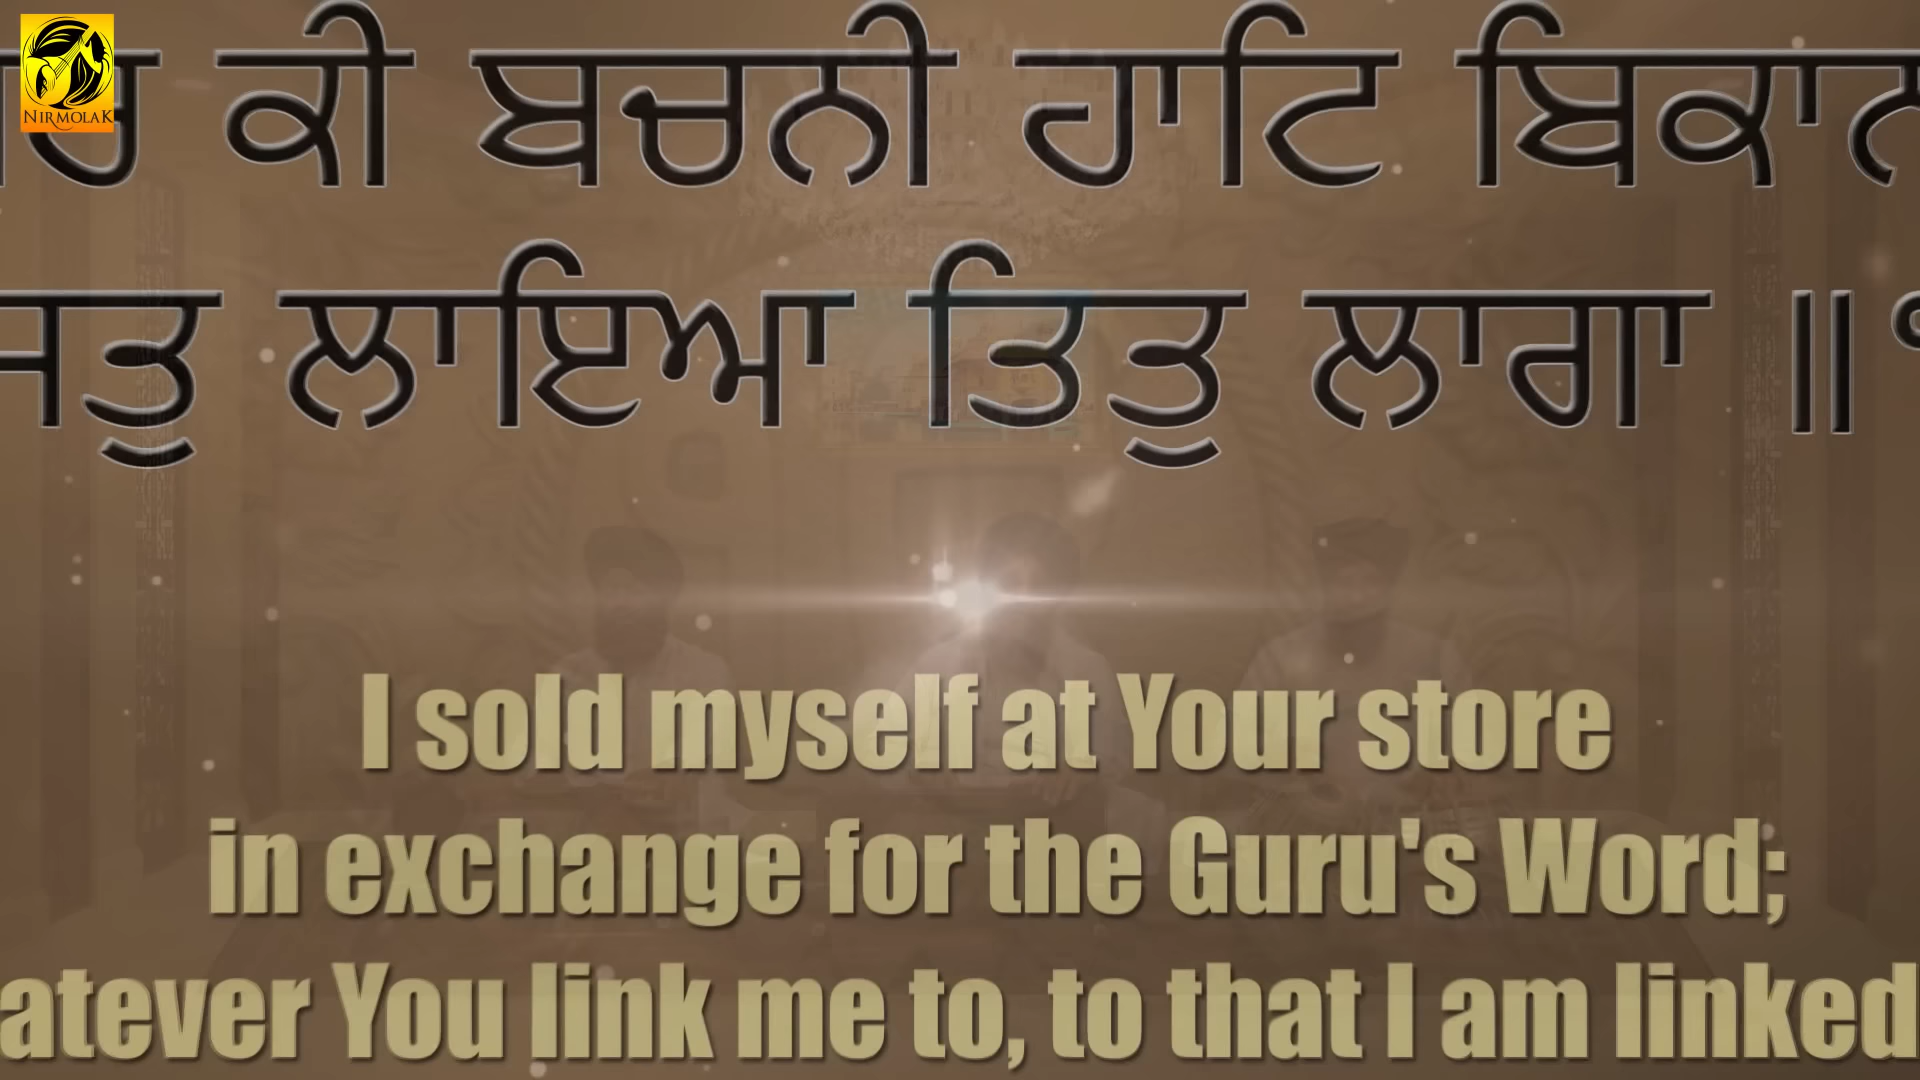 NIRMOLAK
ਕੀ ਬਚਨੀ ਹਾਟਿ
ਲਾਇਆ ਤਿਤੁ ਲਾਗਾ ॥
I sold myself at Your store
in exchange for the Guru's Word;
You link me to, to that I am linked